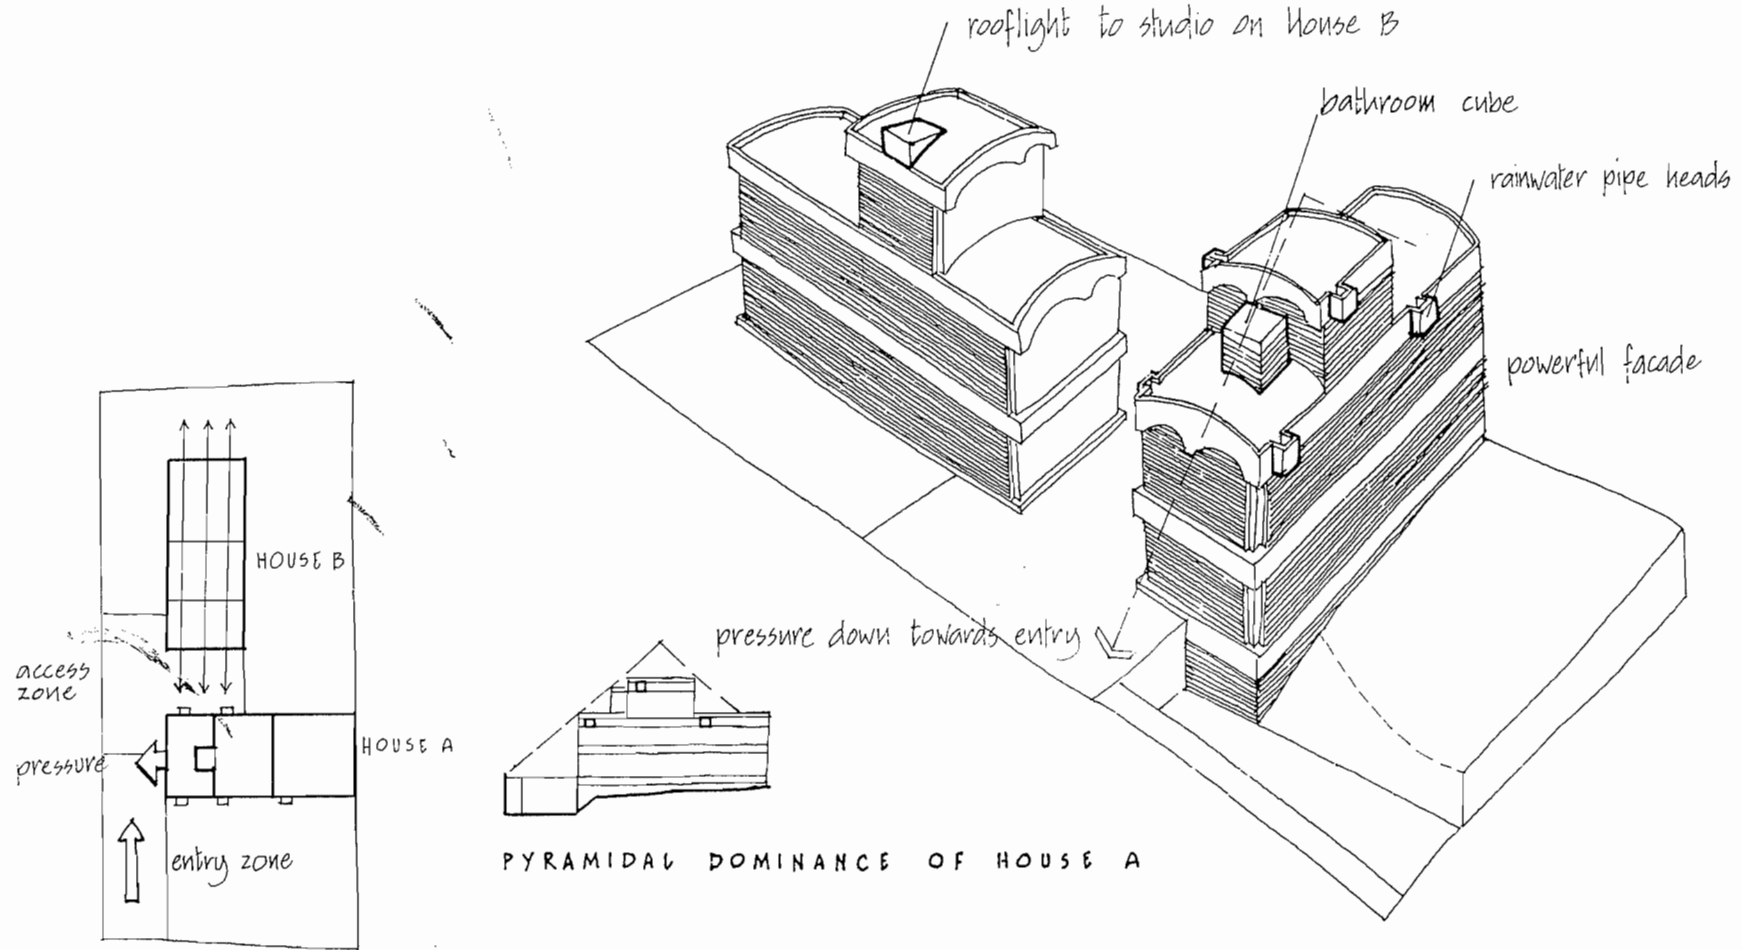 rooflight to studio on House B
bathroom cube
rainwater pipe heads
powerful facade
HOUSE B
pressure down towards entry
access
zone
HOUSE A
pressure
entry zone
PYRAMIDAL DOMINANCE OF HOUSE A